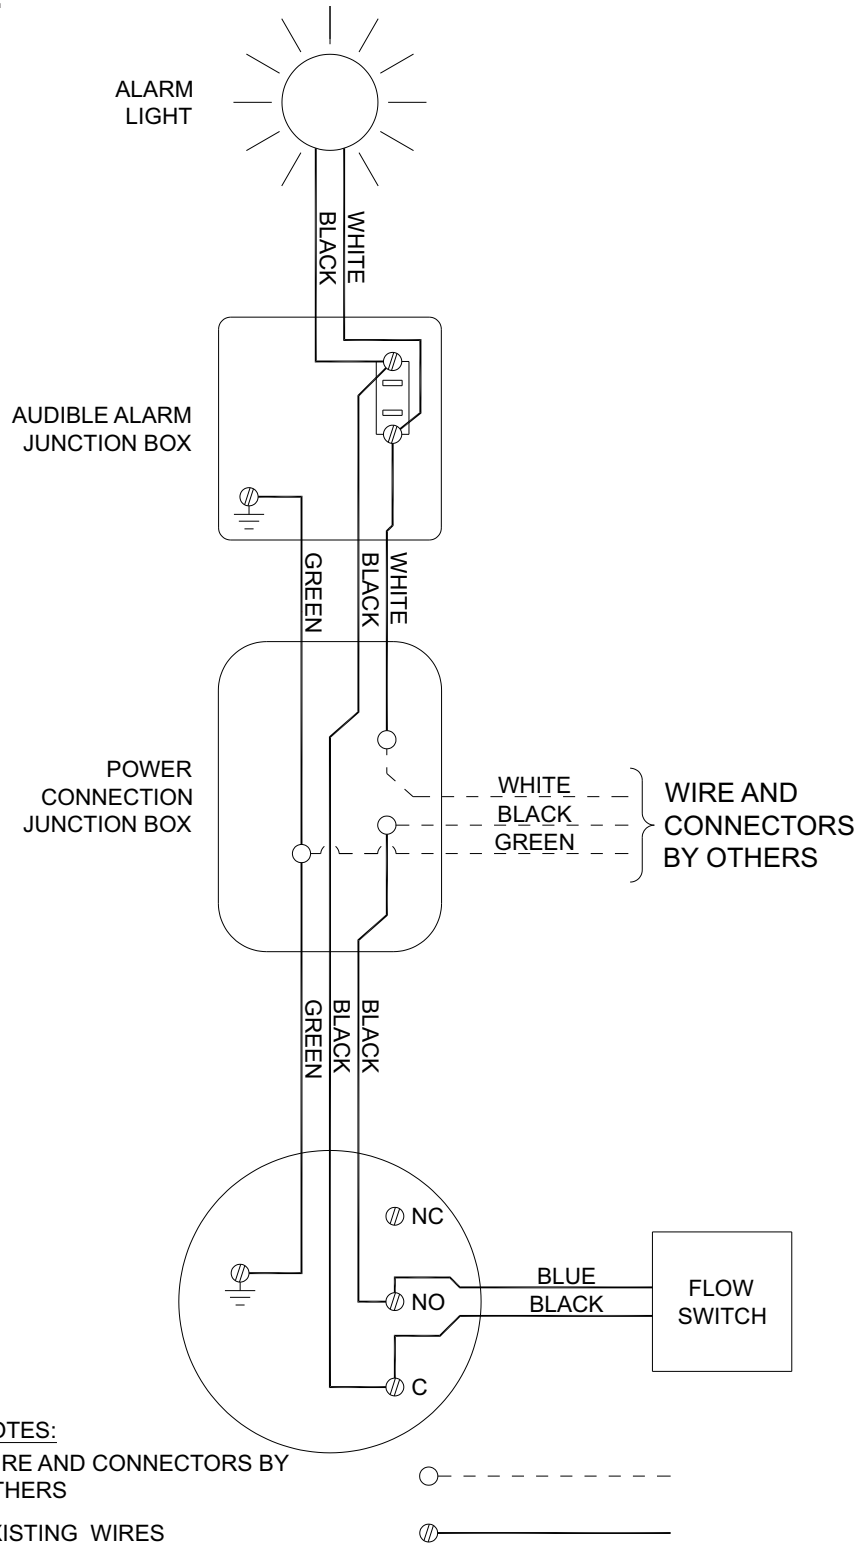 ALARM
LIGHT
BLACK
WHITE
AUDIBLE ALARM
JUNCTION BOX
GREEN
BLACK
WHITE
POWER
CONNECTION
JUNCTION BOX
WHITE
BLACK
GREEN
WIRE AND
CONNECTORS
BY OTHERS
GREEN
BLACK
BLACK
NC
NO
C
BLUE
BLACK
FLOW
SWITCH
OTES:
RE AND CONNECTORS BY
THERS
XISTING WIRES